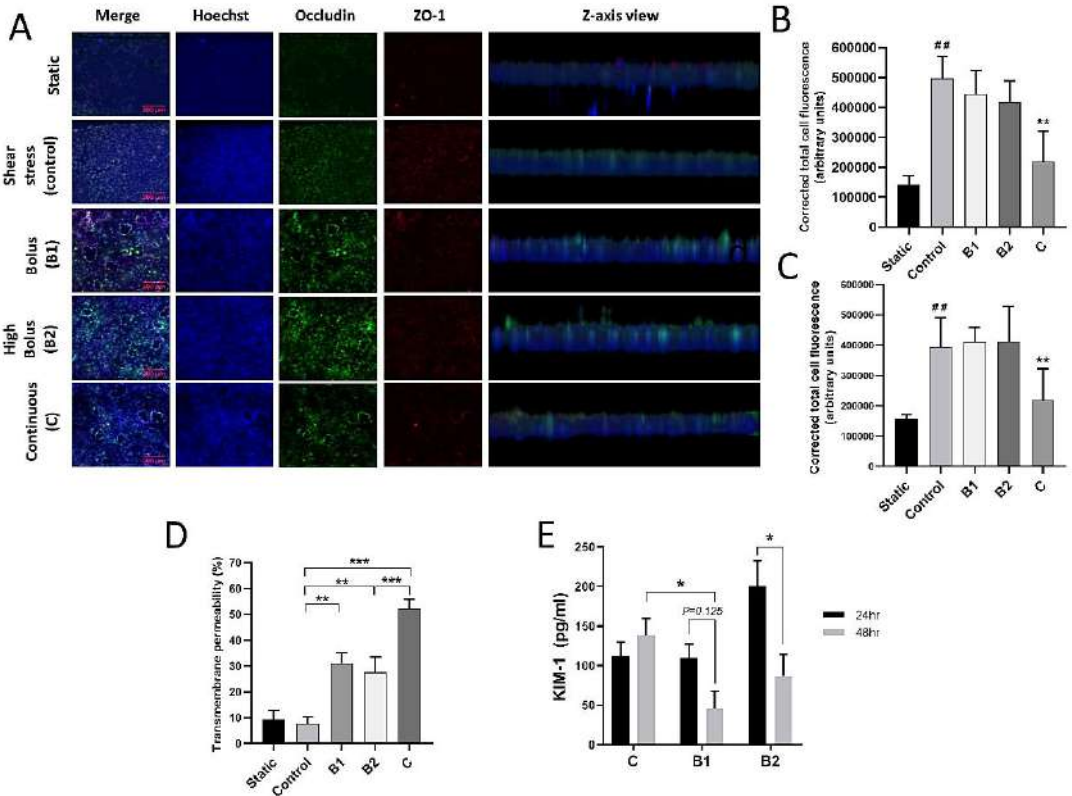 A
Merge Hoechst Occludin ZO-1 Z-axis view
Static
Shear
stress
(control)
Bolus
(B1)
High
Bolus
(B2)
Continuous
(C)
B
Corrected total cell fluorescence
(arbitrary units)
600000
500000
400000
300000
200000
100000
0
##
**
Static Control B1 B2 C
C
Corrected total cell fluorescence
(arbitrary units)
600000
500000
400000
300000
200000
100000
0
##
**
Static Control B1 B2 C
D
Transmembrane permeability (%)
70
60
50
40
30
20
10
0
***
** ***
**
Static Control B1 B2 C
E
KIM-1 (pg/ml)
250
200
150
100
50
0
*
*
P=0.125
C B1 B2
24hr
48hr